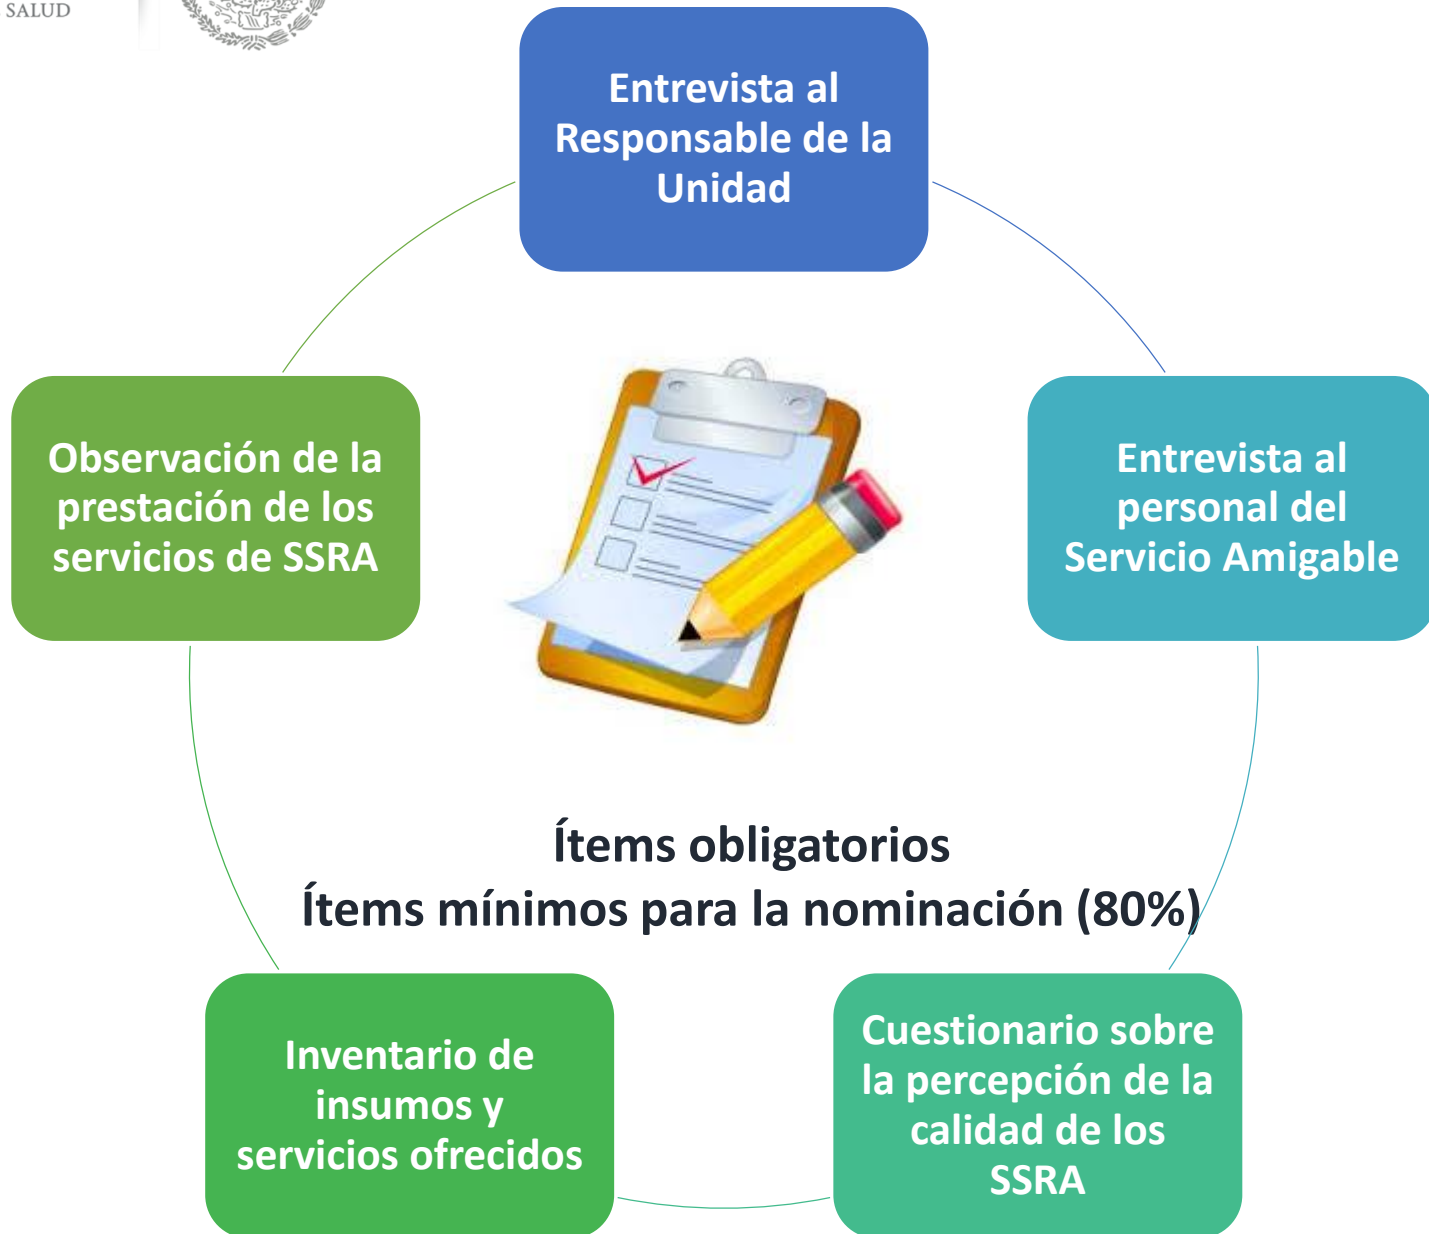 SALUD
Entrevista al
Responsable de la
Unidad
Observación de la
prestación de los
servicios de SSRA
Entrevista al
personal del
Servicio Amigable
Ítems obligatorios
Ítems mínimos para la nominación (80%)
Inventario de
insumos y
servicios ofrecidos
Cuestionario sobre
la percepción de la
calidad de los
SSRA